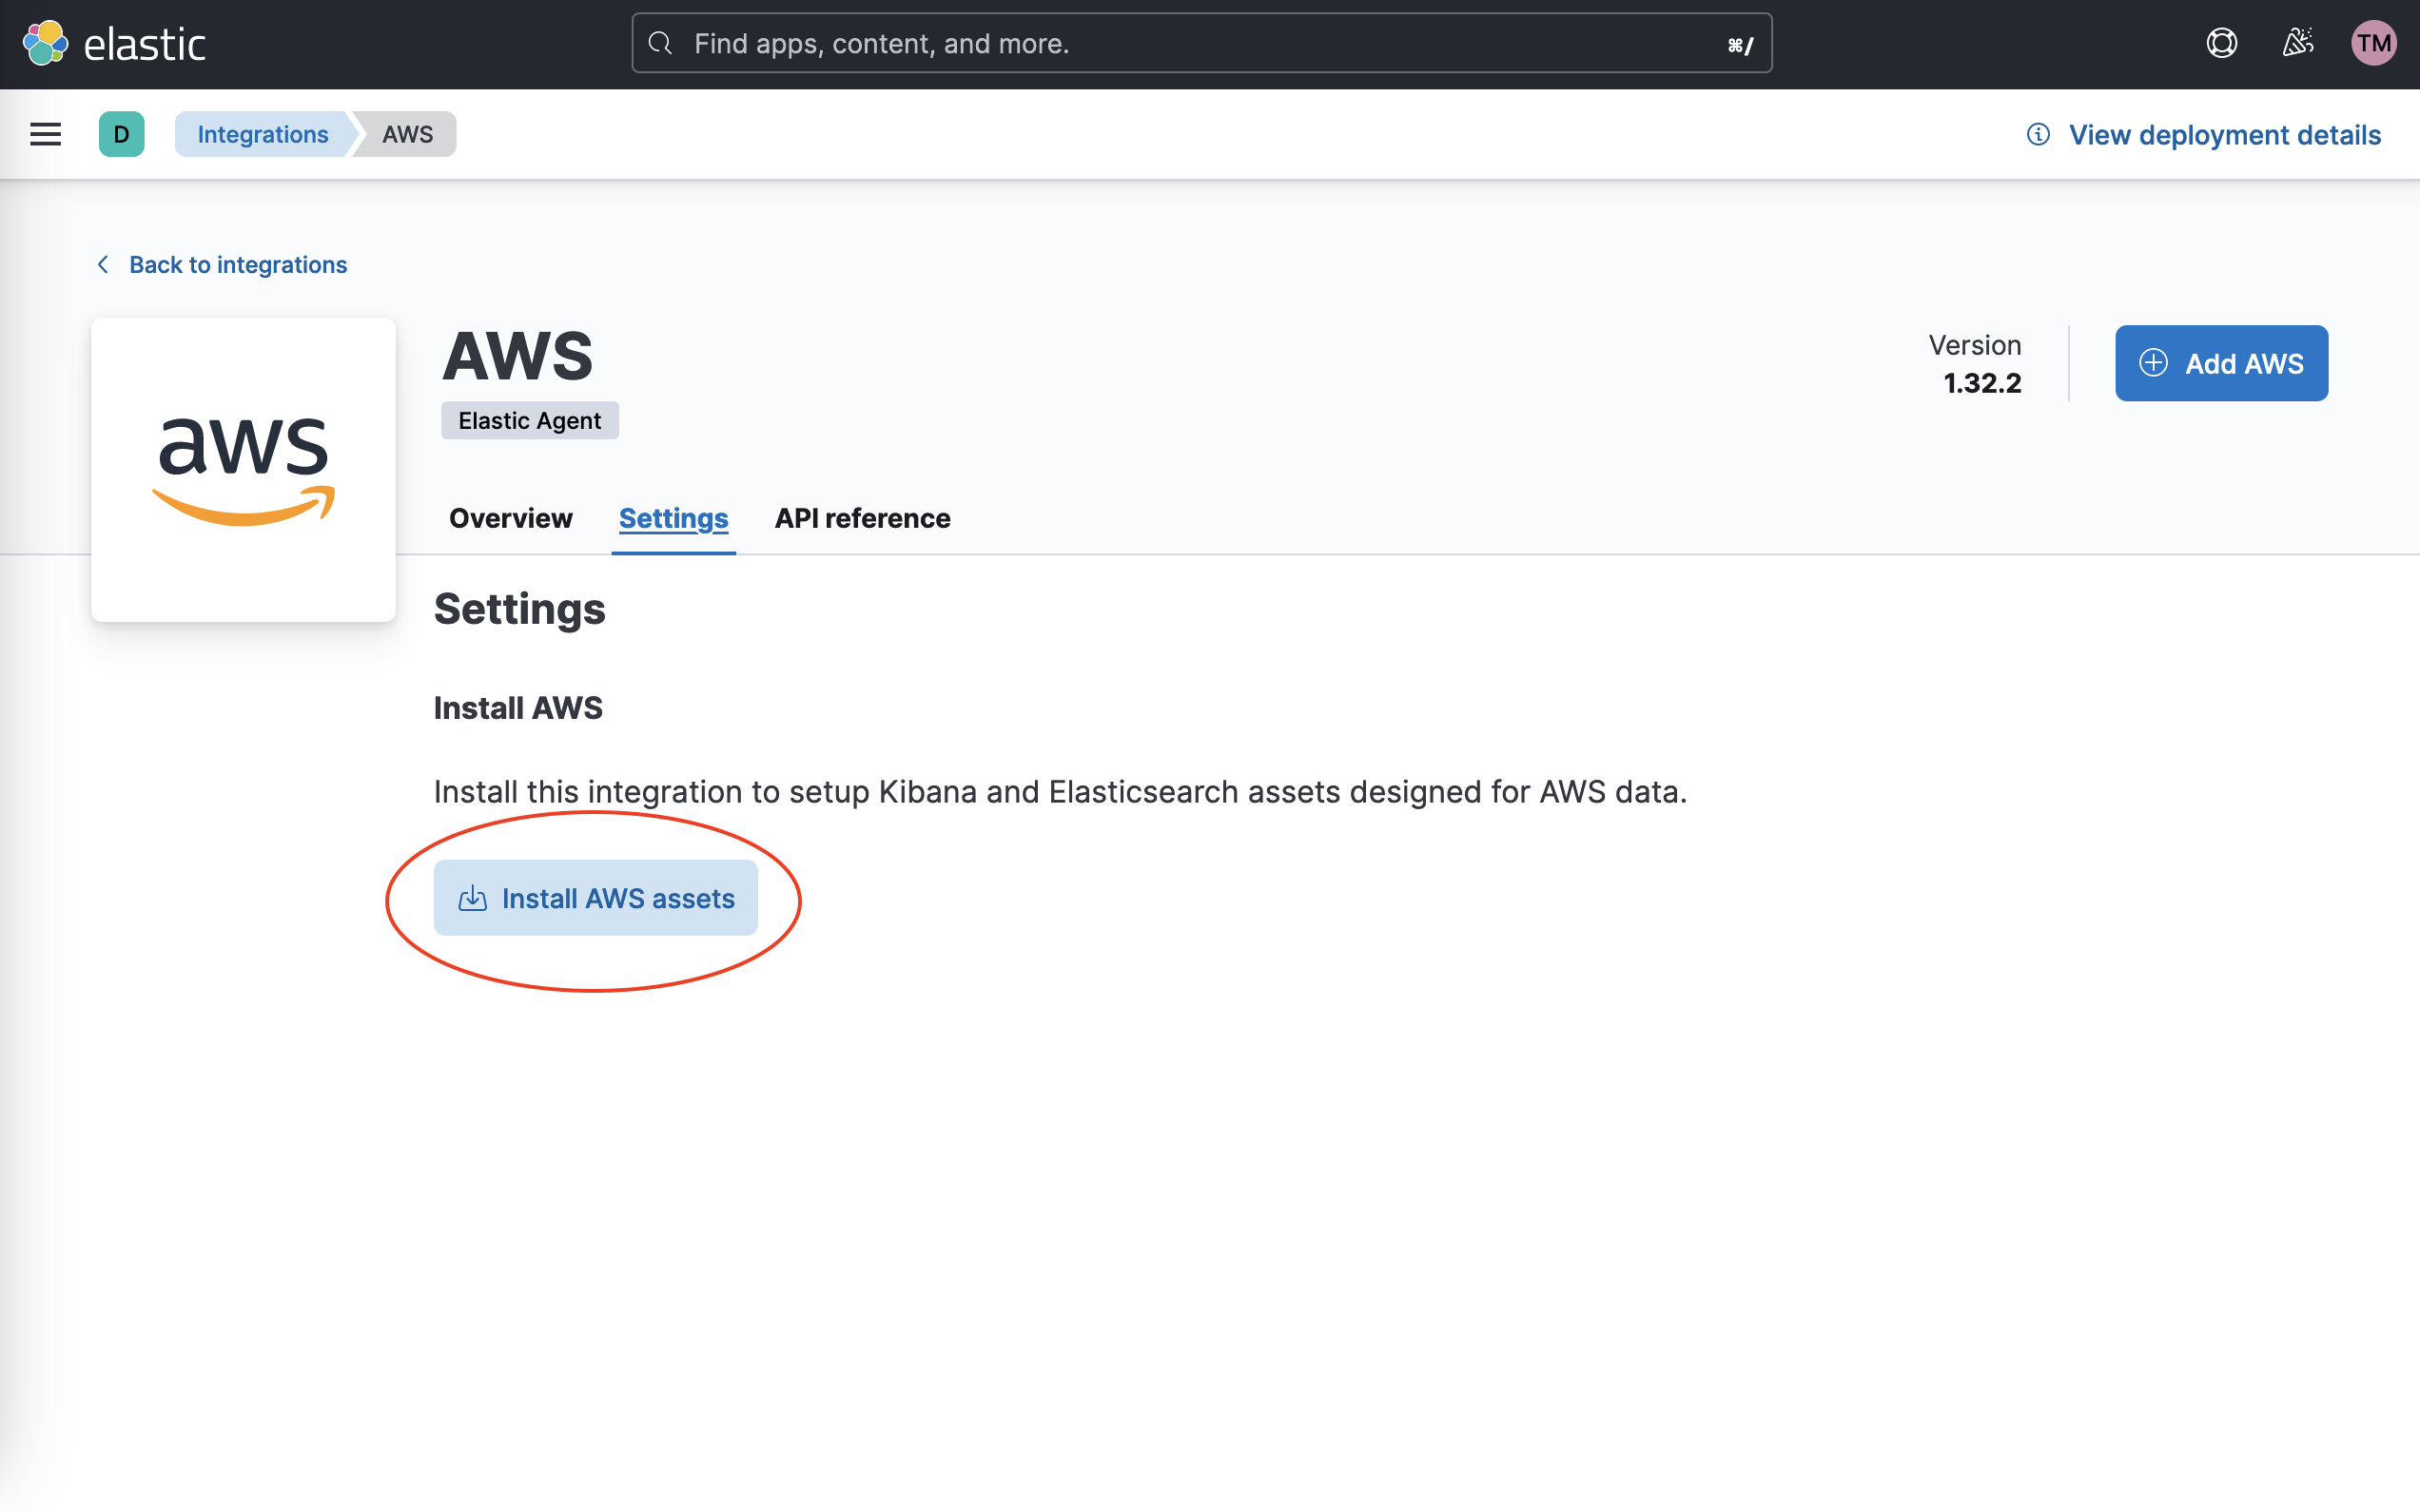 elastic
Find apps, content, and more.
⌘/
TM
D
Integrations
AWS
View deployment details
Back to integrations
aws
AWS
Elastic Agent
Version
1.32.2
Add AWS
Overview
Settings
API reference
Settings
Install AWS
Install this integration to setup Kibana and Elasticsearch assets designed for AWS data.
Install AWS assets